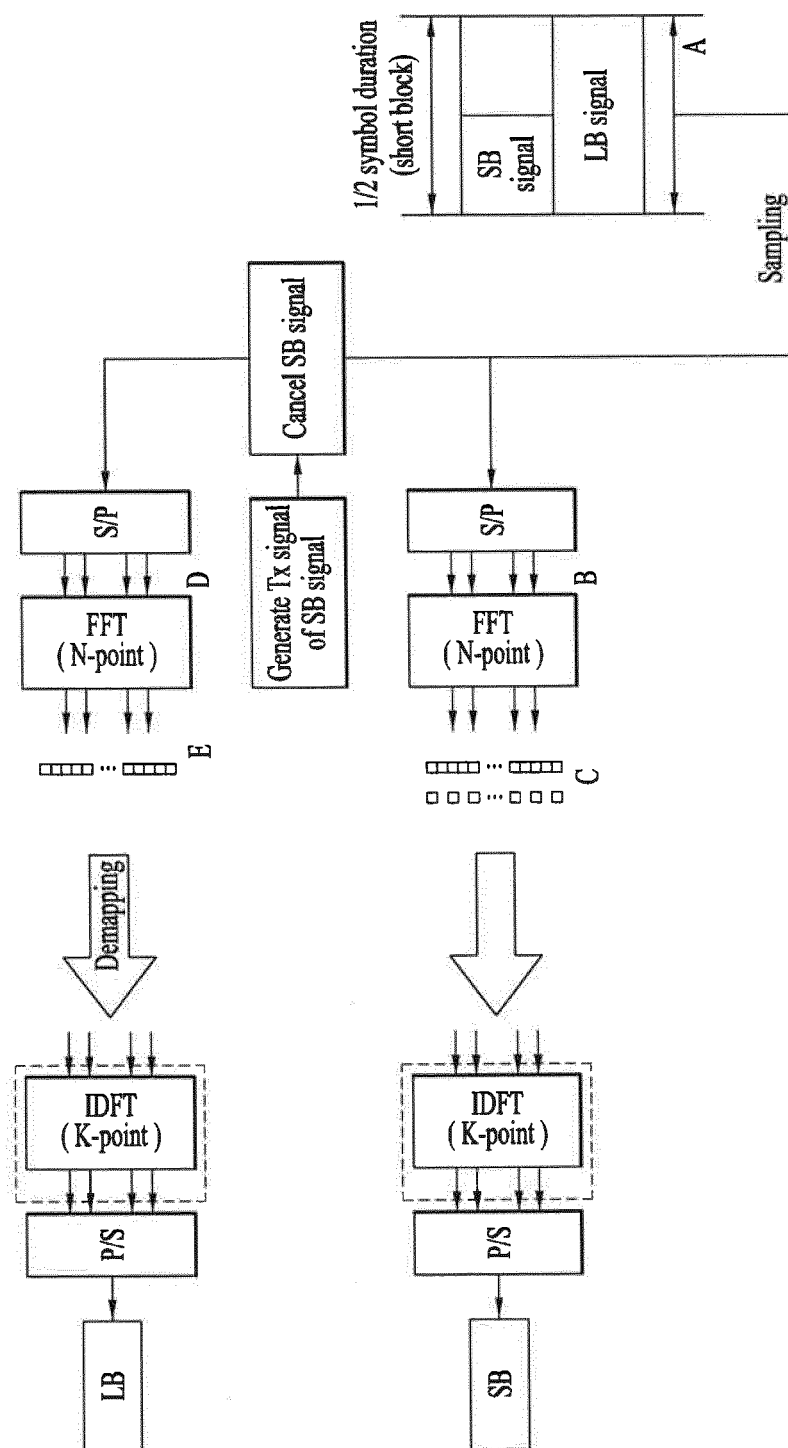 LB
P/S
IDFT
( K-point )
Demapping
E
FFT
( N-point )
D
S/P
Generate Tx signal
of SB signal
Cancel SB signal
1/2 symbol duration
(short block)
SB
signal
LB signal
A
Sampling
SB
P/S
IDFT
( K-point )
C
FFT
( N-point )
B
S/P